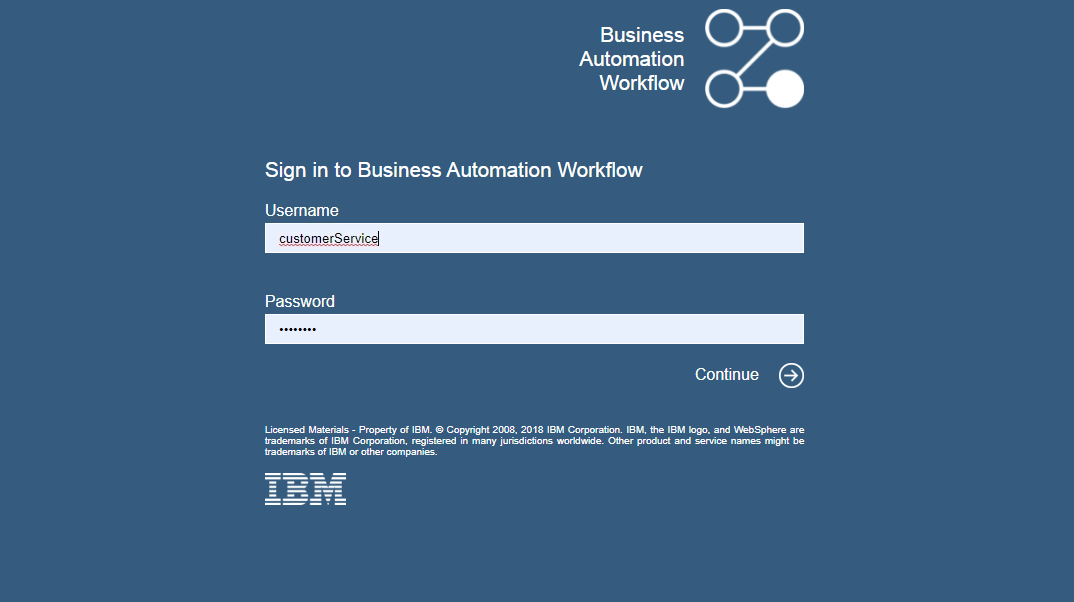 Business
Automation
Workflow
Sign in to Business Automation Workflow
Username
customerService
Password
••••••••
Continue
Licensed Materials - Property of IBM. © Copyright 2008, 2018 IBM Corporation. IBM, the IBM logo, and WebSphere are
trademarks of IBM Corporation, registered in many jurisdictions worldwide. Other product and service names might be
trademarks of IBM or other companies.
IBM